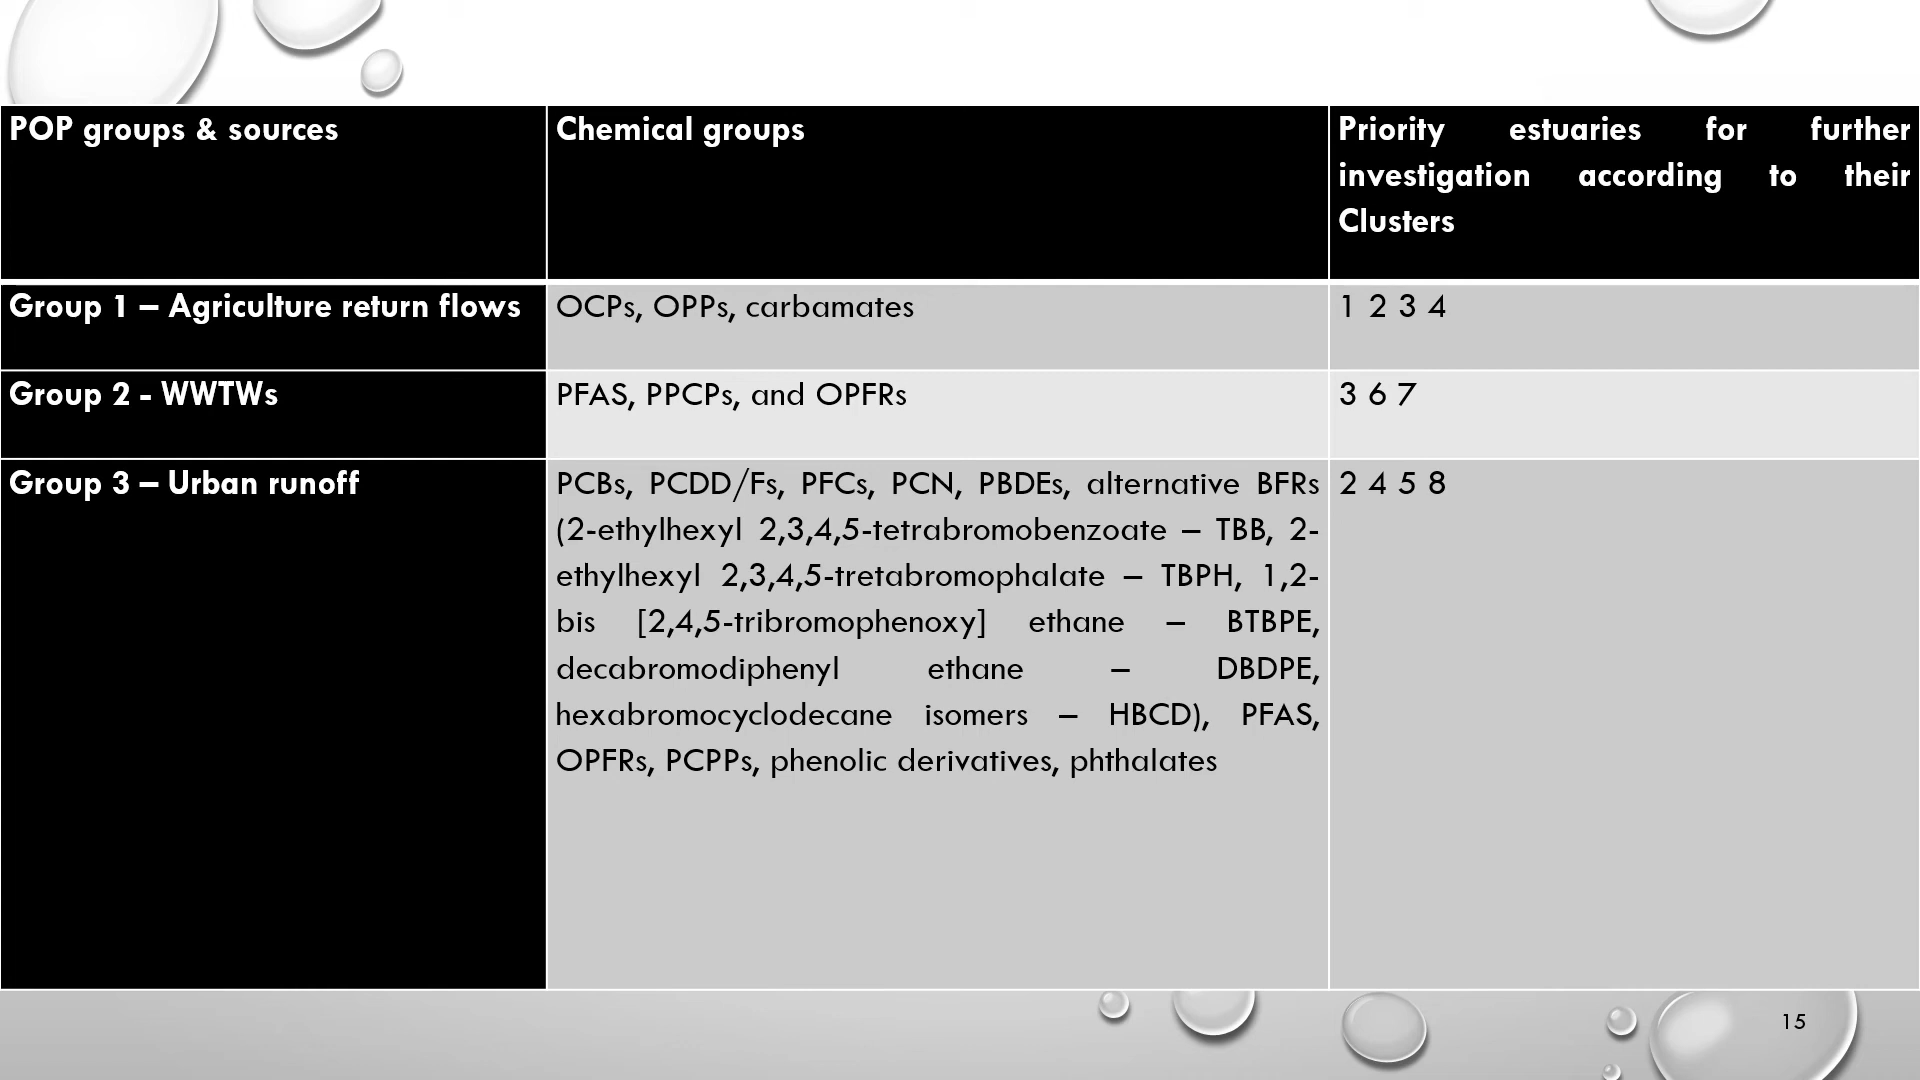 POP groups & sources
Chemical groups
Priority estuaries for further
investigation according to their
Clusters
Group 1 – Agriculture return flows
OCPs, OPPs, carbamates
1 2 3 4
Group 2 - WWTWs
PFAS, PPCPs, and OPFRs
3 6 7
Group 3 – Urban runoff
PCBs, PCDD/Fs, PFCs, PCN, PBDEs, alternative BFRs
(2-ethylhexyl 2,3,4,5-tetrabromobenzoate – TBB, 2-
ethylhexyl 2,3,4,5-tretabromophalate – TBPH, 1,2-
bis [2,4,5-tribromophenoxy] ethane – BTBPE,
decabromodiphenyl ethane – DBDPE,
hexabromocyclodecane isomers – HBCD), PFAS,
OPFRs, PCPPs, phenolic derivatives, phthalates
2 4 5 8
15